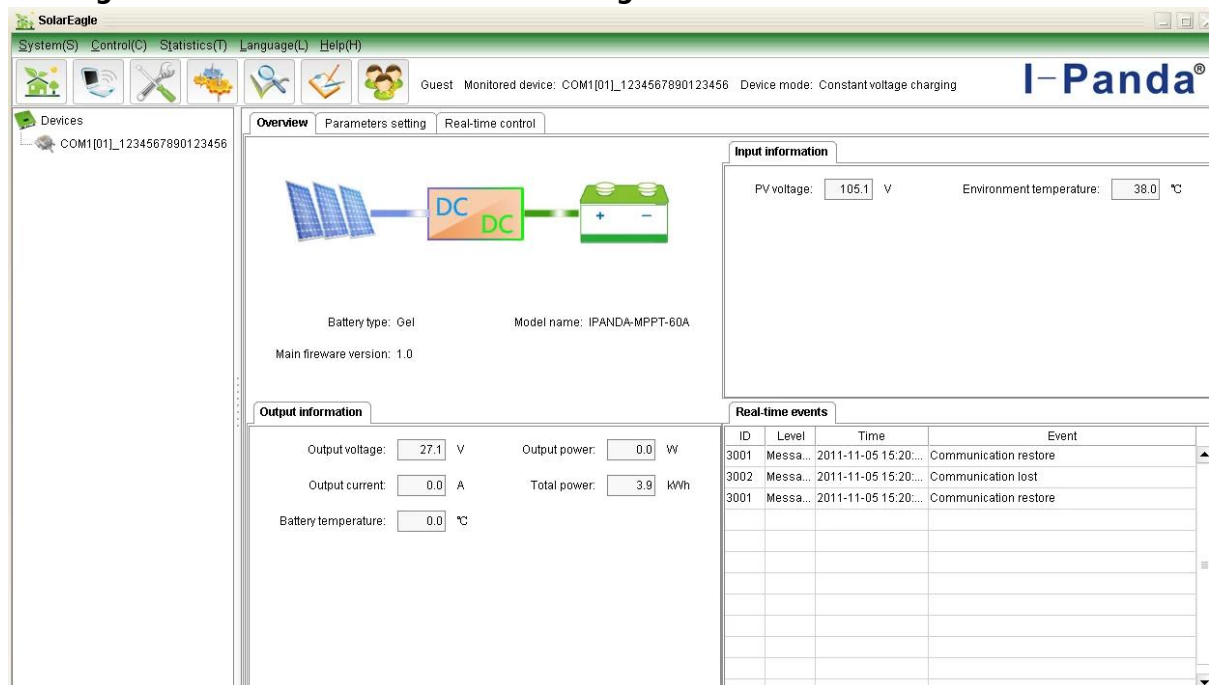 SolarEagle
System(S) Control(C) Statistics(T) Language(L) Help(H)
Guest Monitored device: COM1[01]_1234567890123456 Device mode: Constant voltage charging
I-Panda®
Devices
COM1[01]_1234567890123456
Overview Parameters setting Real-time control
DC
DC
+ -
Battery type: Gel Model name: IPANDA-MPPT-60A
Main fireware version: 1.0
Input information
PV voltage: 105.1 V Environment temperature: 38.0 ℃
Output information
Output voltage: 27.1 V Output power: 0.0 W
Output current: 0.0 A Total power: 3.9 kWh
Battery temperature: 0.0 ℃
Real-time events
ID Level Time Event
3001 Messa... 2011-11-05 15:20:... Communication restore
3002 Messa... 2011-11-05 15:20:... Communication lost
3001 Messa... 2011-11-05 15:20:... Communication restore